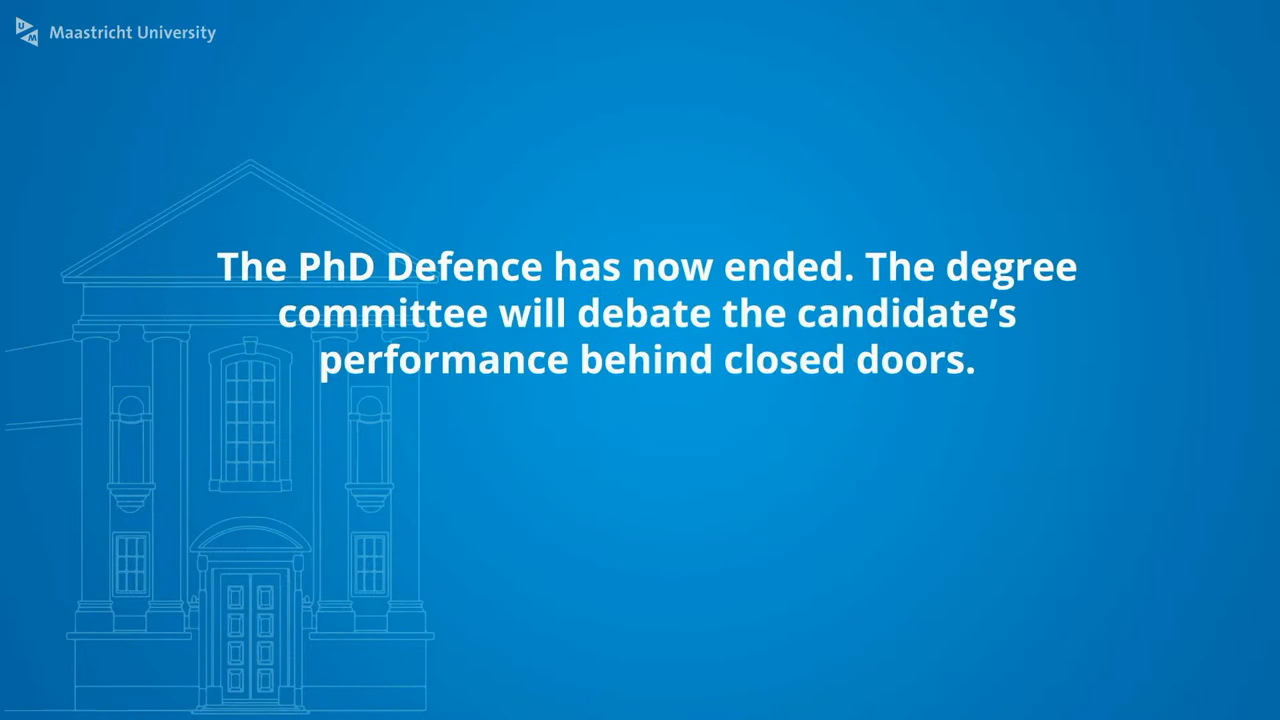 UM
Maastricht University
The PhD Defence has now ended. The degree
committee will debate the candidate’s
performance behind closed doors.